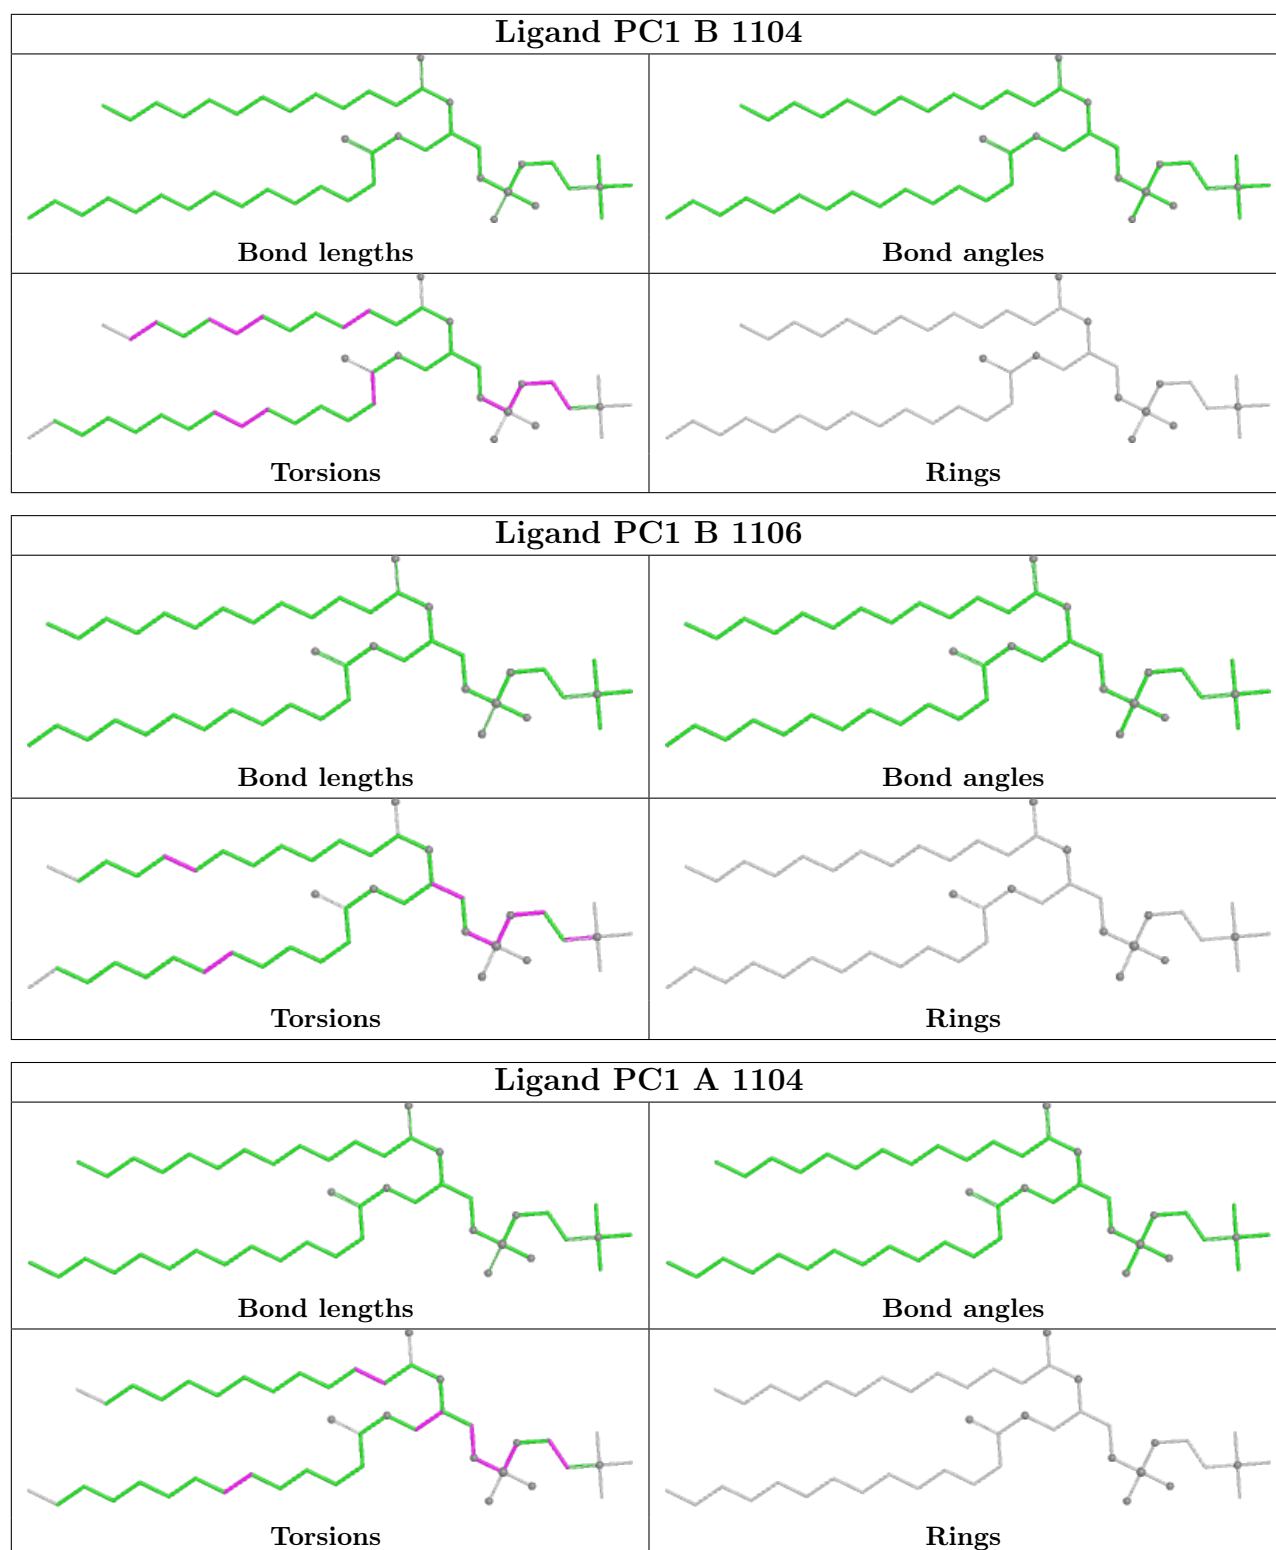 Ligand PC1 B 1104
Bond lengths
Bond angles
Torsions
Rings
Ligand PC1 B 1106
Bond lengths
Bond angles
Torsions
Rings
Ligand PC1 A 1104
Bond lengths
Bond angles
Torsions
Rings